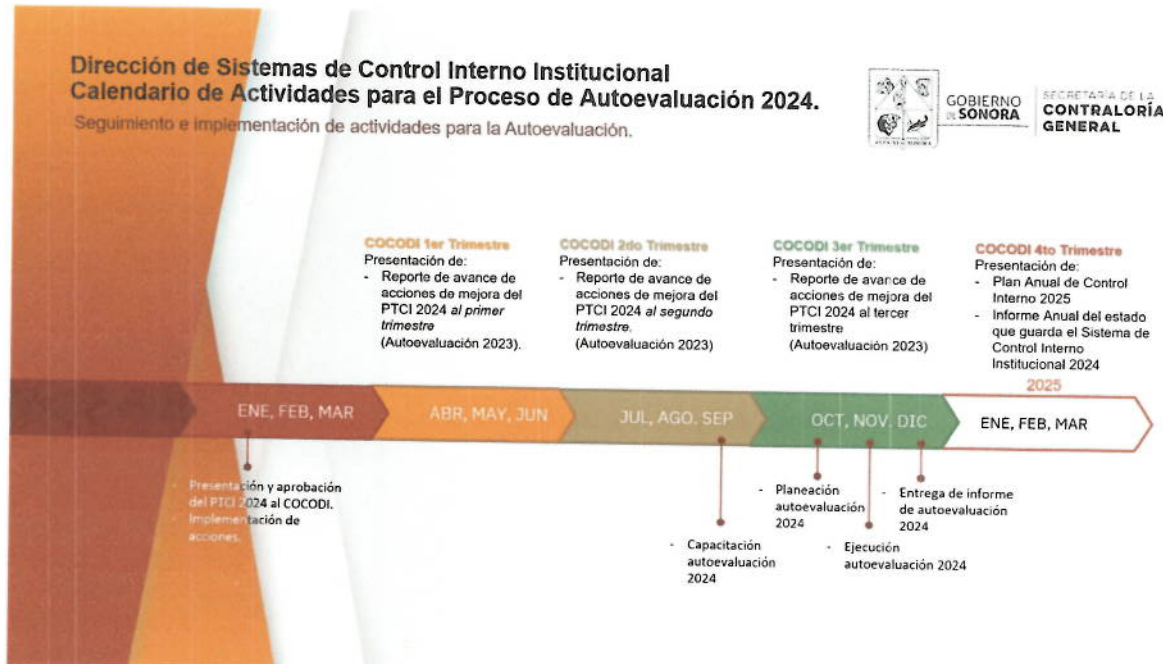 Dirección de Sistemas de Control Interno Institucional
Calendario de Actividades para el Proceso de Autoevaluación 2024.
Seguimiento e implementación de actividades para la Autoevaluación.
GOBIERNO
DE SONORA
SECRETARÍA DE LA
CONTRALORÍA
GENERAL
COCODI 1er Trimestre
Presentación de:
- Reporte de avance de
acciones de mejora del
PTCI 2024 al primer
trimestre
(Autoevaluación 2023).
COCODI 2do Trimestre
Presentación de:
- Reporte de avance de
acciones de mejora del
PTCI 2024 al segundo
trimestre.
(Autoevaluación 2023)
COCODI 3er Trimestre
Presentación de:
- Reporte de avance de
acciones de mejora del
PTCI 2024 al tercer
trimestre
(Autoevaluación 2023)
COCODI 4to Trimestre
Presentación de:
- Plan Anual de Control
Interno 2025
- Informe Anual del estado
que guarda el Sistema de
Control Interno
Institucional 2024
2025
ENE, FEB, MAR
ABR, MAY, JUN
JUL, AGO. SEP
OCT, NOV. DIC
ENE, FEB, MAR
- Presentación y aprobación
del PTCI 2024 al COCODI.
- Implementación de
acciones.
- Capacitación
autoevaluación
2024
- Planeación
autoevaluación
2024
- Ejecución
autoevaluación 2024
- Entrega de informe
de autoevaluación
2024